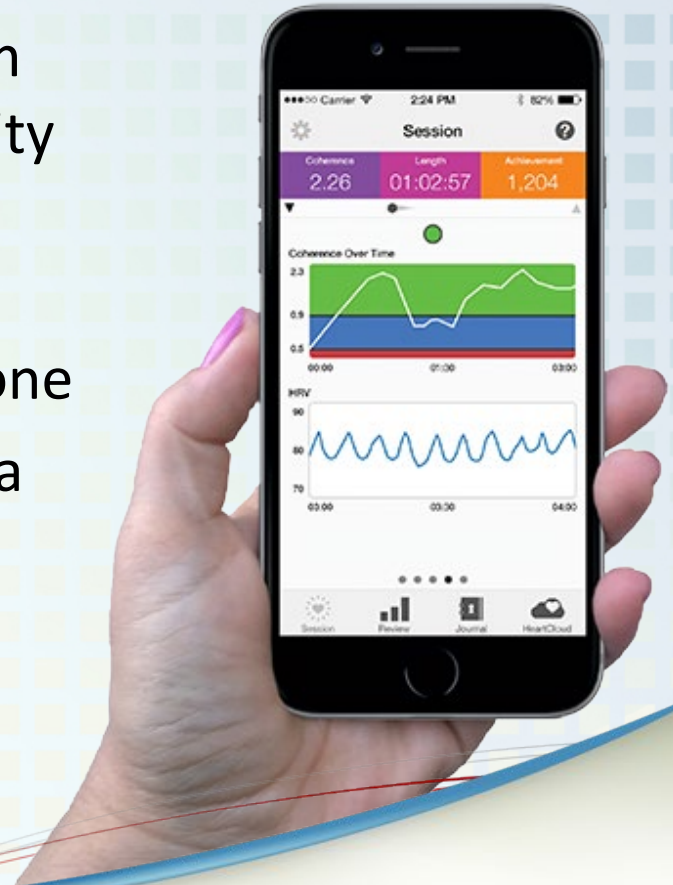 n
ity
one
a
●●●○○ Carrier 2:24 PM 82%
Session ?
Coherence Length Achievement
2.26 01:02:57 1,204
Coherence Over Time
2.3
0.9
0.5
00:00 01:30 03:00
HRV
90
80
70
03:00 03:30 04:00
Session Review Journal HeartCloud